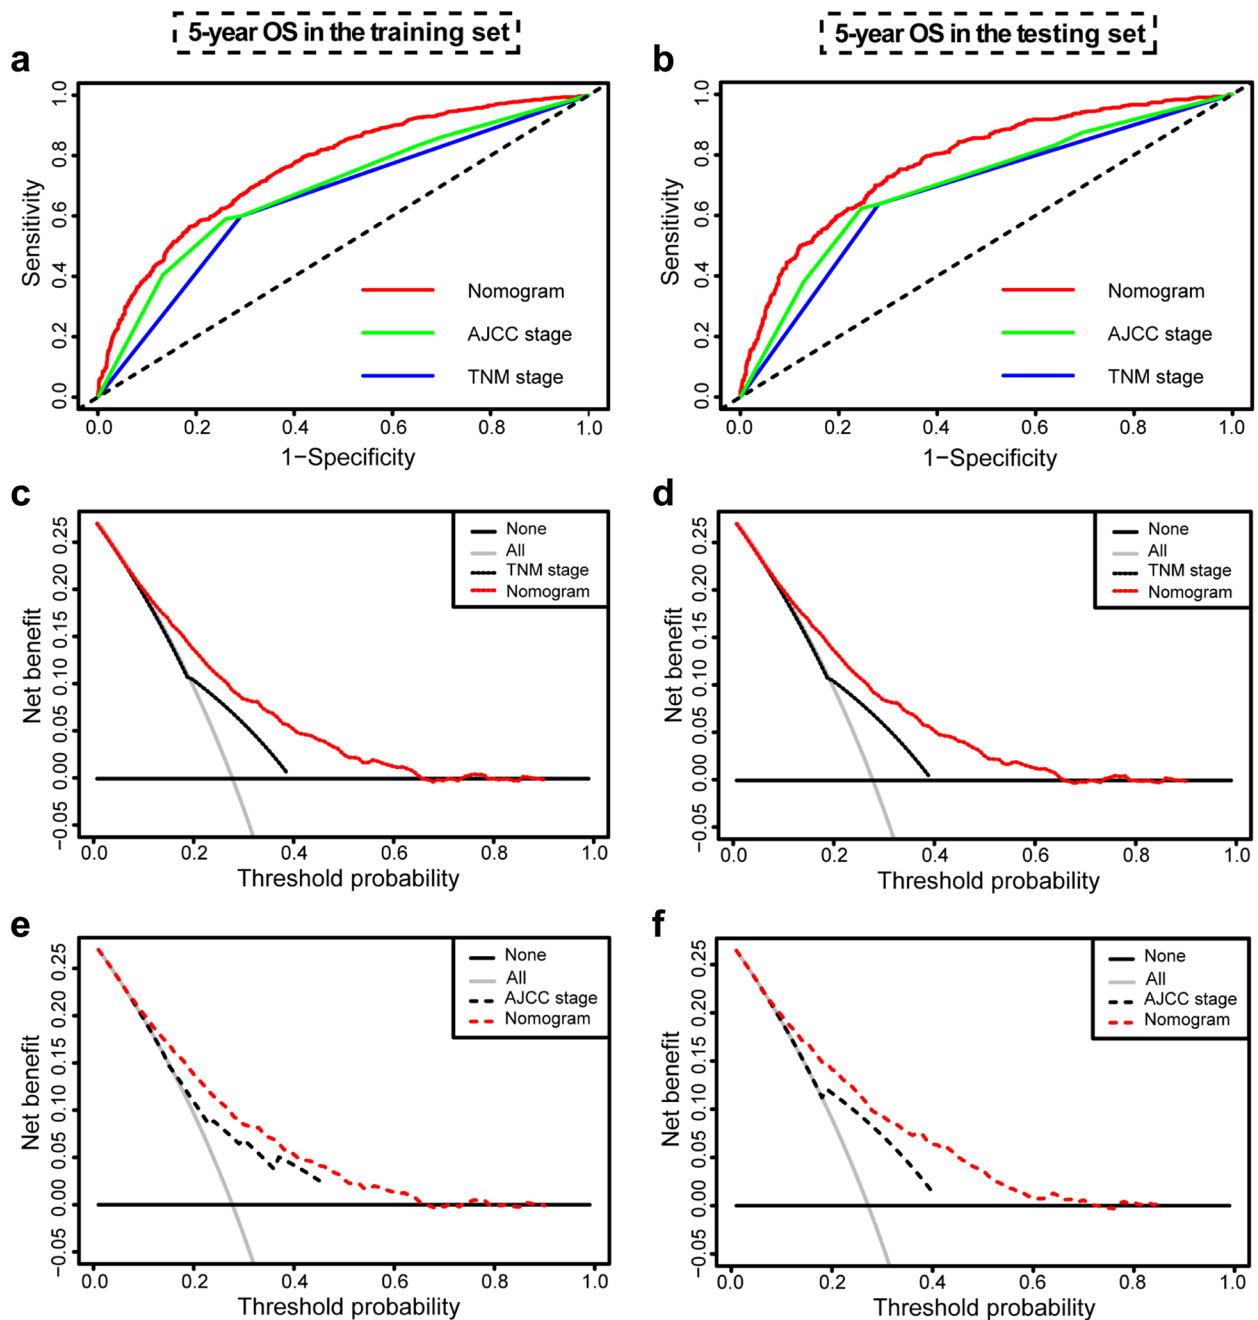 5-year OS in the training set
5-year OS in the testing set
a
b
Sensitivity
1.0
0.8
0.6
0.4
0.2
0.0
Nomogram
AJCC stage
TNM stage
0.0 0.2 0.4 0.6 0.8 1.0
1−Specificity
Sensitivity
1.0
0.8
0.6
0.4
0.2
0.0
Nomogram
AJCC stage
TNM stage
0.0 0.2 0.4 0.6 0.8 1.0
1−Specificity
c
d
Net benefit
0.25
0.20
0.15
0.10
0.05
0.00
−0.05
None
All
TNM stage
Nomogram
0.0 0.2 0.4 0.6 0.8 1.0
Threshold probability
Net benefit
0.25
0.20
0.15
0.10
0.05
0.00
−0.05
None
All
TNM stage
Nomogram
0.0 0.2 0.4 0.6 0.8 1.0
Threshold probability
e
f
Net benefit
0.25
0.20
0.15
0.10
0.05
0.00
−0.05
None
All
AJCC stage
Nomogram
0.0 0.2 0.4 0.6 0.8 1.0
Threshold probability
Net benefit
0.25
0.20
0.15
0.10
0.05
0.00
−0.05
None
All
AJCC stage
Nomogram
0.0 0.2 0.4 0.6 0.8 1.0
Threshold probability